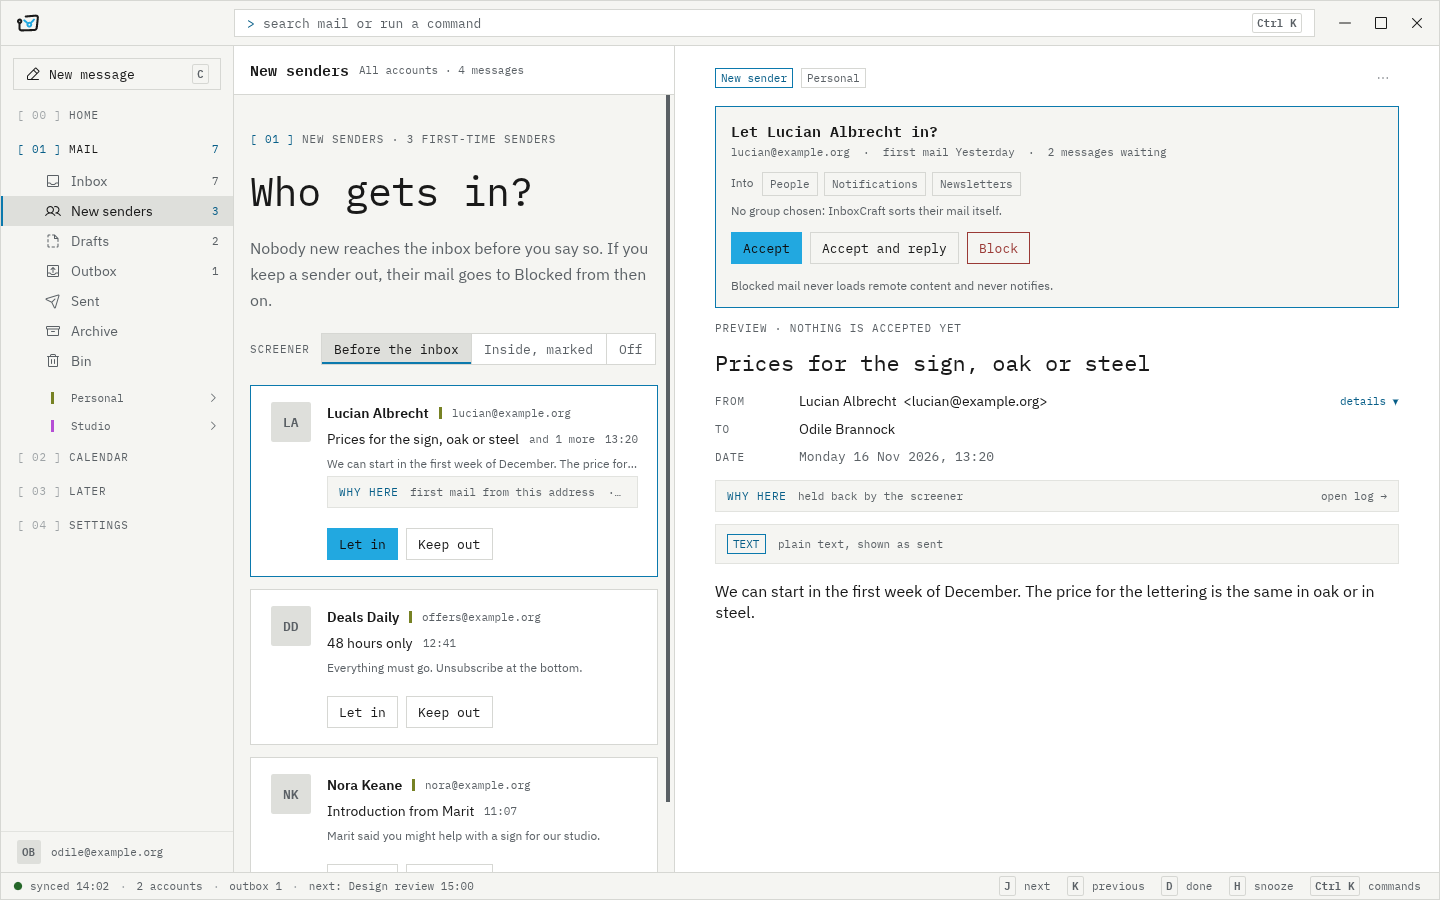 > search mail or run a command Ctrl K
New message C
[ 00 ] HOME
[ 01 ] MAIL 7
Inbox 7
New senders 3
Drafts 2
Outbox 1
Sent
Archive
Bin
Personal
Studio
[ 02 ] CALENDAR
[ 03 ] LATER
[ 04 ] SETTINGS
OB odile@example.org
New senders All accounts · 4 messages
[ 01 ] NEW SENDERS · 3 FIRST-TIME SENDERS
Who gets in?
Nobody new reaches the inbox before you say so. If you
keep a sender out, their mail goes to Blocked from then
on.
SCREENER Before the inbox Inside, marked Off
LA
Lucian Albrecht lucian@example.org
Prices for the sign, oak or steel and 1 more 13:20
We can start in the first week of December. The price for…
WHY HERE first mail from this address ·…
Let in Keep out
DD
Deals Daily offers@example.org
48 hours only 12:41
Everything must go. Unsubscribe at the bottom.
Let in Keep out
NK
Nora Keane nora@example.org
Introduction from Marit 11:07
Marit said you might help with a sign for our studio.
New sender Personal ...
Let Lucian Albrecht in?
lucian@example.org · first mail Yesterday · 2 messages waiting
Into People Notifications Newsletters
No group chosen: InboxCraft sorts their mail itself.
Accept Accept and reply Block
Blocked mail never loads remote content and never notifies.
PREVIEW · NOTHING IS ACCEPTED YET
Prices for the sign, oak or steel
FROM Lucian Albrecht <lucian@example.org> details ▾
TO Odile Brannock
DATE Monday 16 Nov 2026, 13:20
WHY HERE held back by the screener open log →
TEXT plain text, shown as sent
We can start in the first week of December. The price for the lettering is the same in oak or in
steel.
synced 14:02 · 2 accounts · outbox 1 · next: Design review 15:00
J next K previous D done H snooze Ctrl K commands